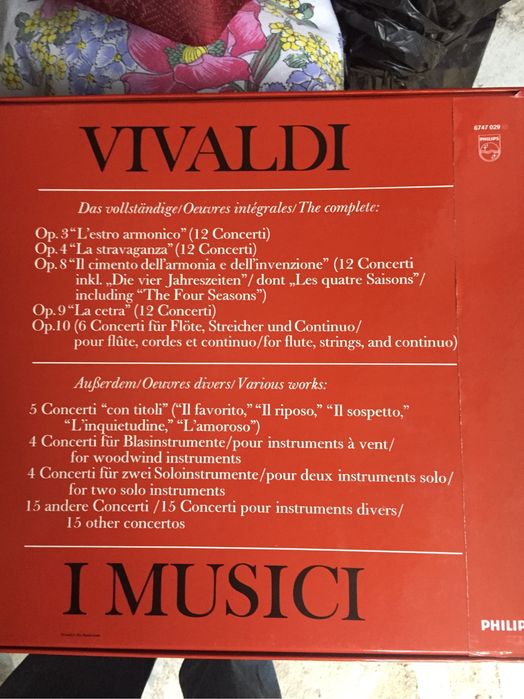 VIVALDI
6747 029
PHILIPS
Das vollständige/Oeuvres intégrales/The complete:
Op. 3 “L'estro armonico” (12 Concerti)
Op. 4 “La stravaganza” (12 Concerti)
Op. 8 “Il cimento dell'armonia e dell'invenzione” (12 Concerti
inkl. „Die vier Jahreszeiten”/ dont „Les quatre Saisons”/
including “The Four Seasons”)
Op. 9 “La cetra” (12 Concerti)
Op. 10 (6 Concerti für Flöte, Streicher und Continuo/
pour flûte, cordes et continuo/for flute, strings, and continuo)
Außerdem/Oeuvres divers/Various works:
5 Concerti “con titoli” (“Il favorito,” “Il riposo,” “Il sospetto,”
“L'inquietudine,” “L'amoroso”)
4 Concerti für Blasinstrumente/pour instruments à vent/
for woodwind instruments
4 Concerti für zwei Soloinstrumente/pour deux instruments solo/
for two solo instruments
15 andere Concerti /15 Concerti pour instruments divers/
15 other concertos
I MUSICI
PHILIP